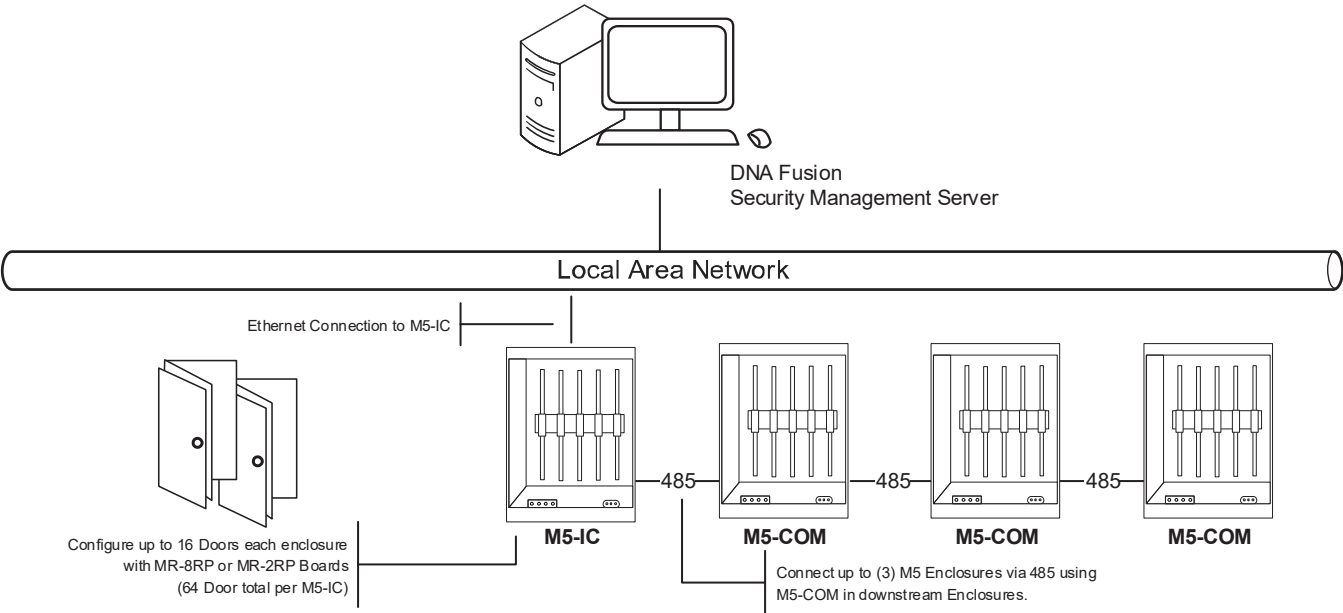 DNA Fusion
Security Management Server
Local Area Network
Ethernet Connection to M5-IC
485
485
485
M5-IC
M5-COM
M5-COM
M5-COM
Configure up to 16 Doors each enclosure
with MR-8RP or MR-2RP Boards
(64 Door total per M5-IC)
Connect up to (3) M5 Enclosures via 485 using
M5-COM in downstream Enclosures.